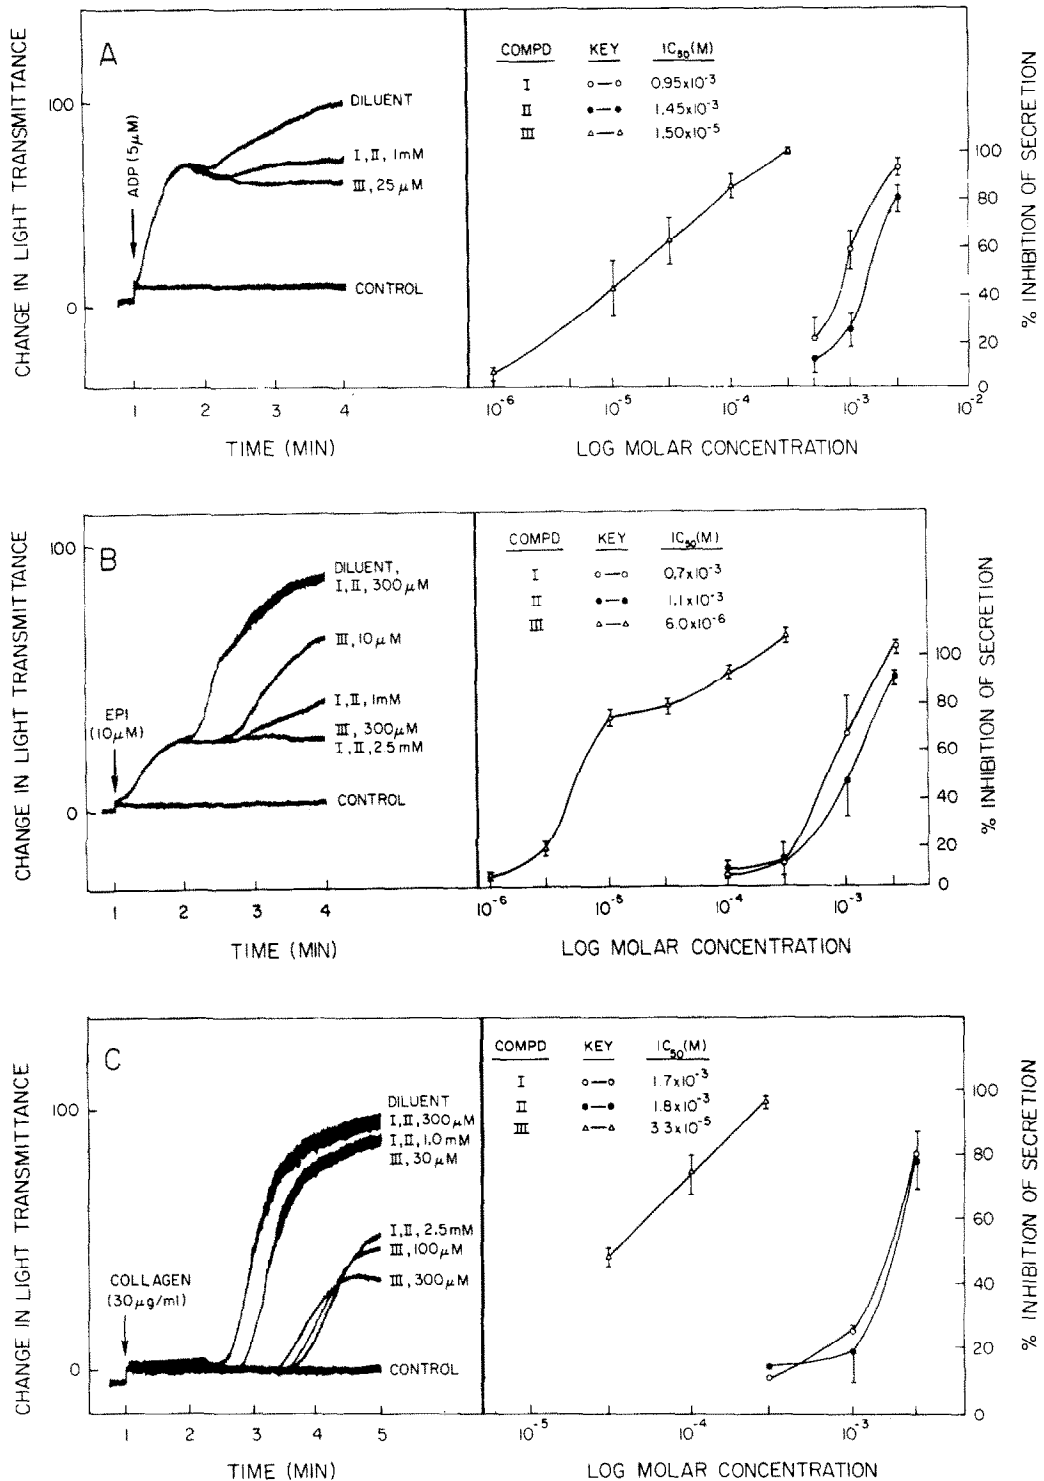 A
CHANGE IN LIGHT TRANSMITTANCE
100
0
ADP (5μM)
DILUENT
I, II, 1mM
III, 25μM
CONTROL
1 2 3 4
TIME (MIN)
COMPD KEY IC50(M)
I 0.95x10-3
II 1.45x10-3
III 1.50x10-5
100
80
60
40
20
0
% INHIBITION OF SECRETION
10-6 10-5 10-4 10-3 10-2
LOG MOLAR CONCENTRATION
B
CHANGE IN LIGHT TRANSMITTANCE
100
0
EPI
(10μM)
DILUENT,
I, II, 300μM
III, 10μM
I, II, 1mM
III, 300μM
I, II, 2.5mM
CONTROL
1 2 3 4
TIME (MIN)
COMPD KEY IC50(M)
I 0.7x10-3
II 1.1x10-3
III 6.0x10-6
100
80
60
40
20
0
% INHIBITION OF SECRETION
10-6 10-5 10-4 10-3
LOG MOLAR CONCENTRATION
C
CHANGE IN LIGHT TRANSMITTANCE
100
0
COLLAGEN
(30μg/ml)
DILUENT
I, II, 300μM
I, II, 1.0mM
III, 30μM
I, II, 2.5mM
III, 100μM
III, 300μM
CONTROL
1 2 3 4 5
TIME (MIN)
COMPD KEY IC50(M)
I 1.7x10-3
II 1.8x10-3
III 3.3x10-5
100
80
60
40
20
0
% INHIBITION OF SECRETION
10-5 10-4 10-3
LOG MOLAR CONCENTRATION